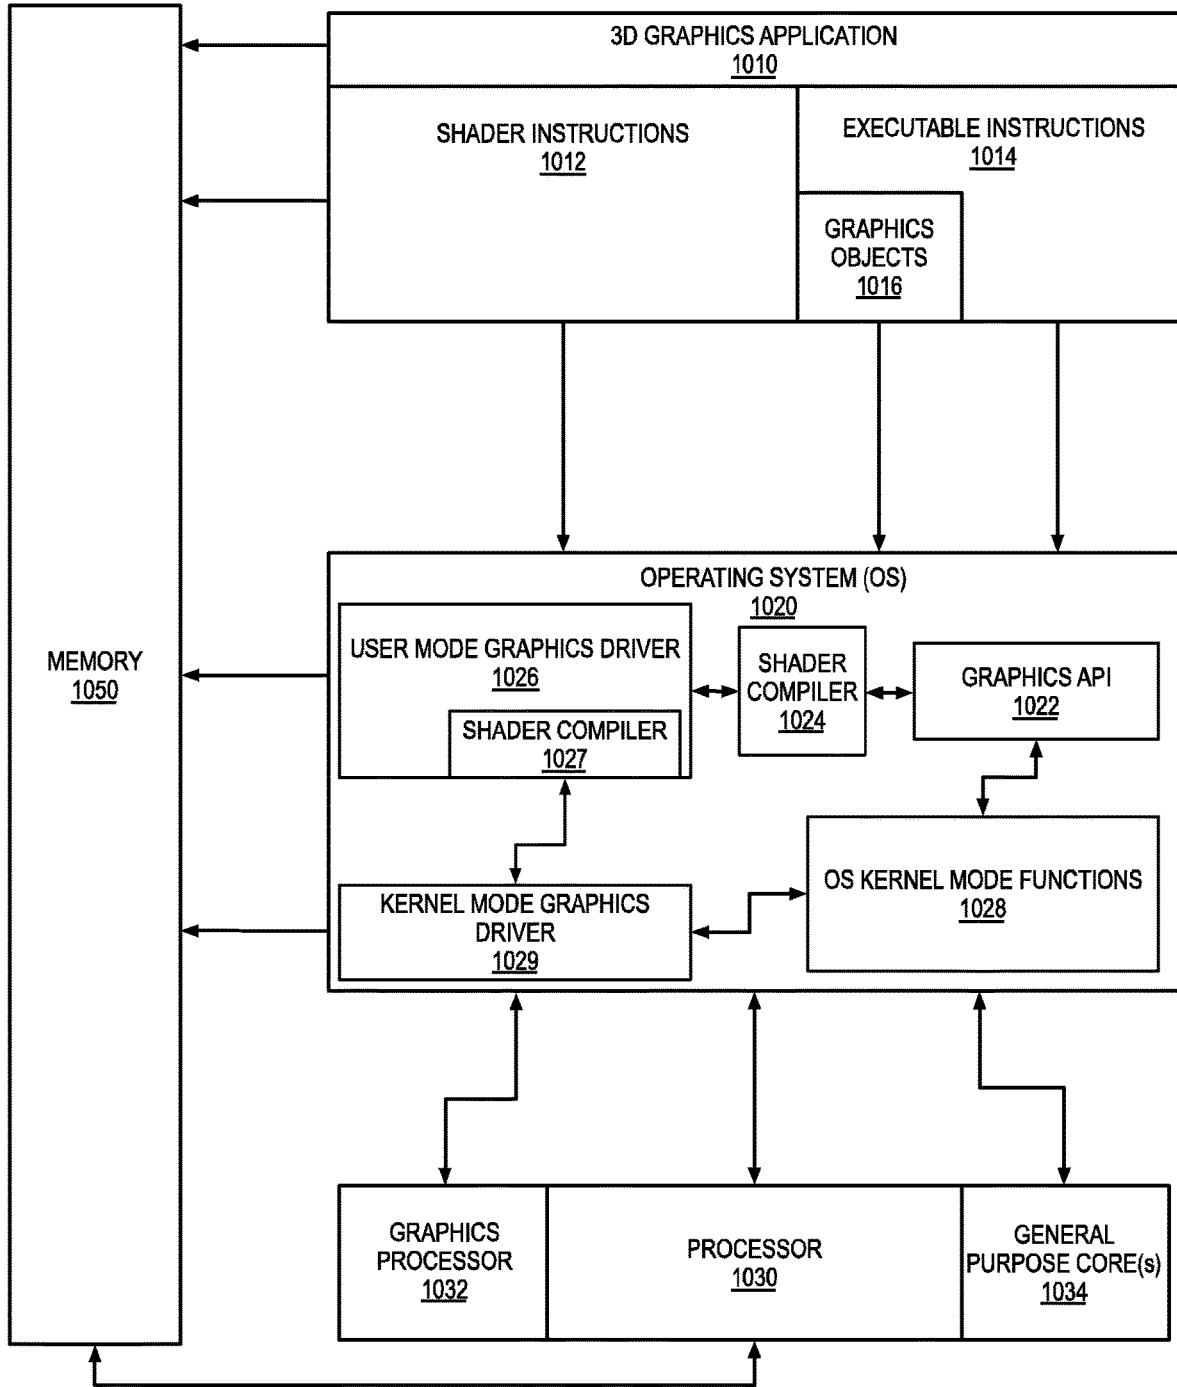 3D GRAPHICS APPLICATION
1010
SHADER INSTRUCTIONS
1012
EXECUTABLE INSTRUCTIONS
1014
GRAPHICS
OBJECTS
1016
MEMORY
1050
OPERATING SYSTEM (OS)
1020
USER MODE GRAPHICS DRIVER
1026
SHADER COMPILER
1027
SHADER
COMPILER
1024
GRAPHICS API
1022
KERNEL MODE GRAPHICS
DRIVER
1029
OS KERNEL MODE FUNCTIONS
1028
GRAPHICS
PROCESSOR
1032
PROCESSOR
1030
GENERAL
PURPOSE CORE(s)
1034